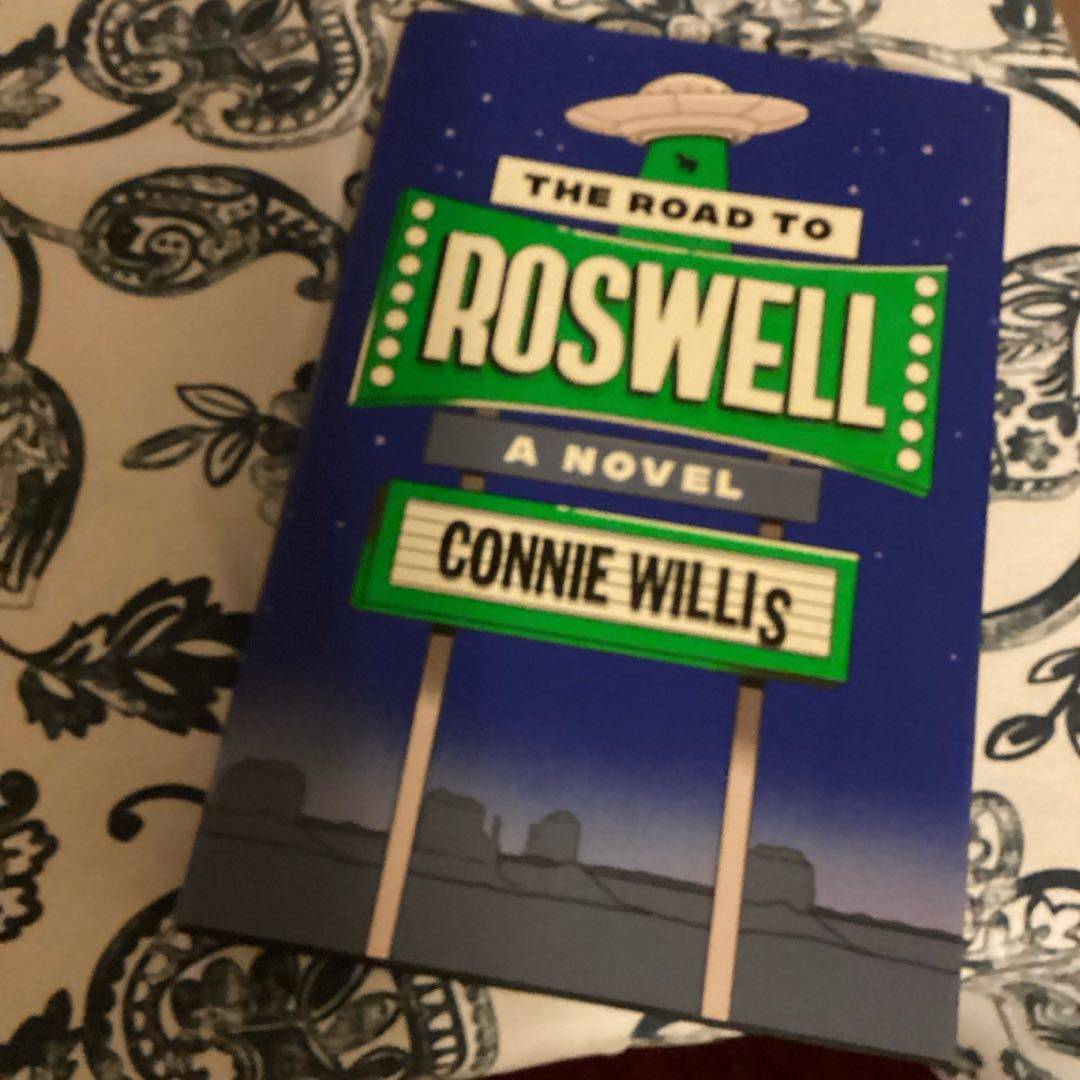 THE ROAD TO
ROSWELL
A NOVEL
CONNIE WILLIS